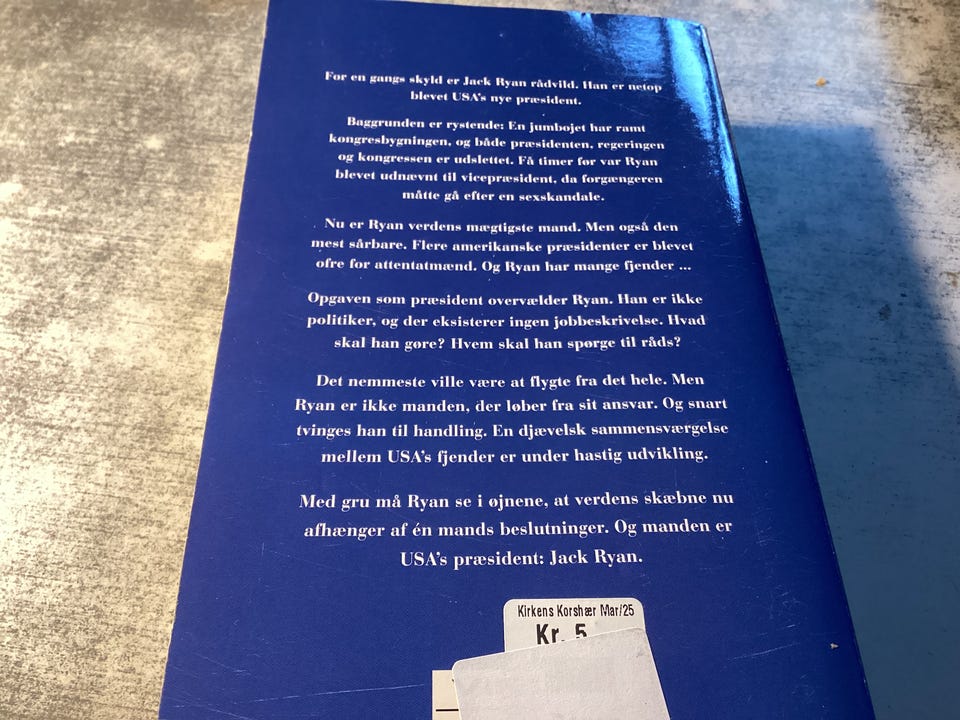 For en gangs skyld er Jack Ryan rådvild. Han er netop
blevet USA's nye præsident.
Baggrunden er rystende: En jumbojet har ramt
kongresbygningen, og både præsidenten, regeringen
og kongressen er udslettet. Få timer før var Ryan
blevet udnævnt til vicepræsident, da forgængeren
måtte gå efter en sexskandale.
Nu er Ryan verdens mægtigste mand. Men også den
mest sårbare. Flere amerikanske præsidenter er blevet
ofre for attentatmænd. Og Ryan har mange fjender ...
Opgaven som præsident overvælder Ryan. Han er ikke
politiker, og der eksisterer ingen jobbeskrivelse. Hvad
skal han gøre? Hvem skal han spørge til råds?
Det nemmeste ville være at flygte fra det hele. Men
Ryan er ikke manden, der løber fra sit ansvar. Og snart
tvinges han til handling. En djævelsk sammensværgelse
mellem USA's fjender er under hastig udvikling.
Med gru må Ryan se i øjnene, at verdens skæbne nu
afhænger af én mands beslutninger. Og manden er
USA's præsident: Jack Ryan.
Kirkens Korshær Mar/25
Kr. 5